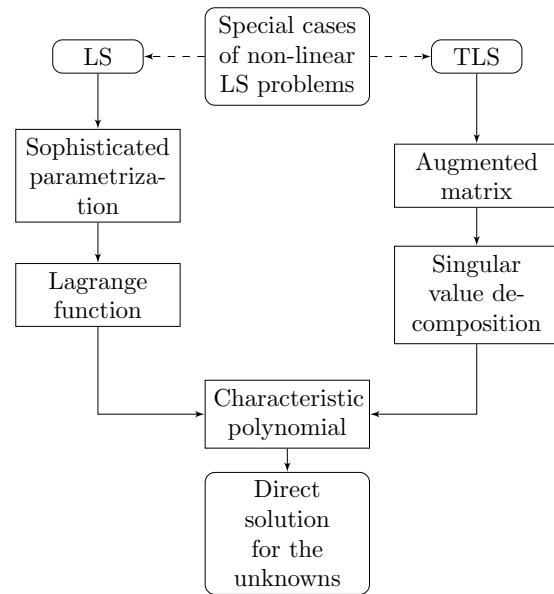 Special cases
of non-linear
LS problems
LS
TLS
Sophisticated
parametriza-
tion
Augmented
matrix
Lagrange
function
Singular
value de-
composition
Characteristic
polynomial
Direct
solution
for the
unknowns